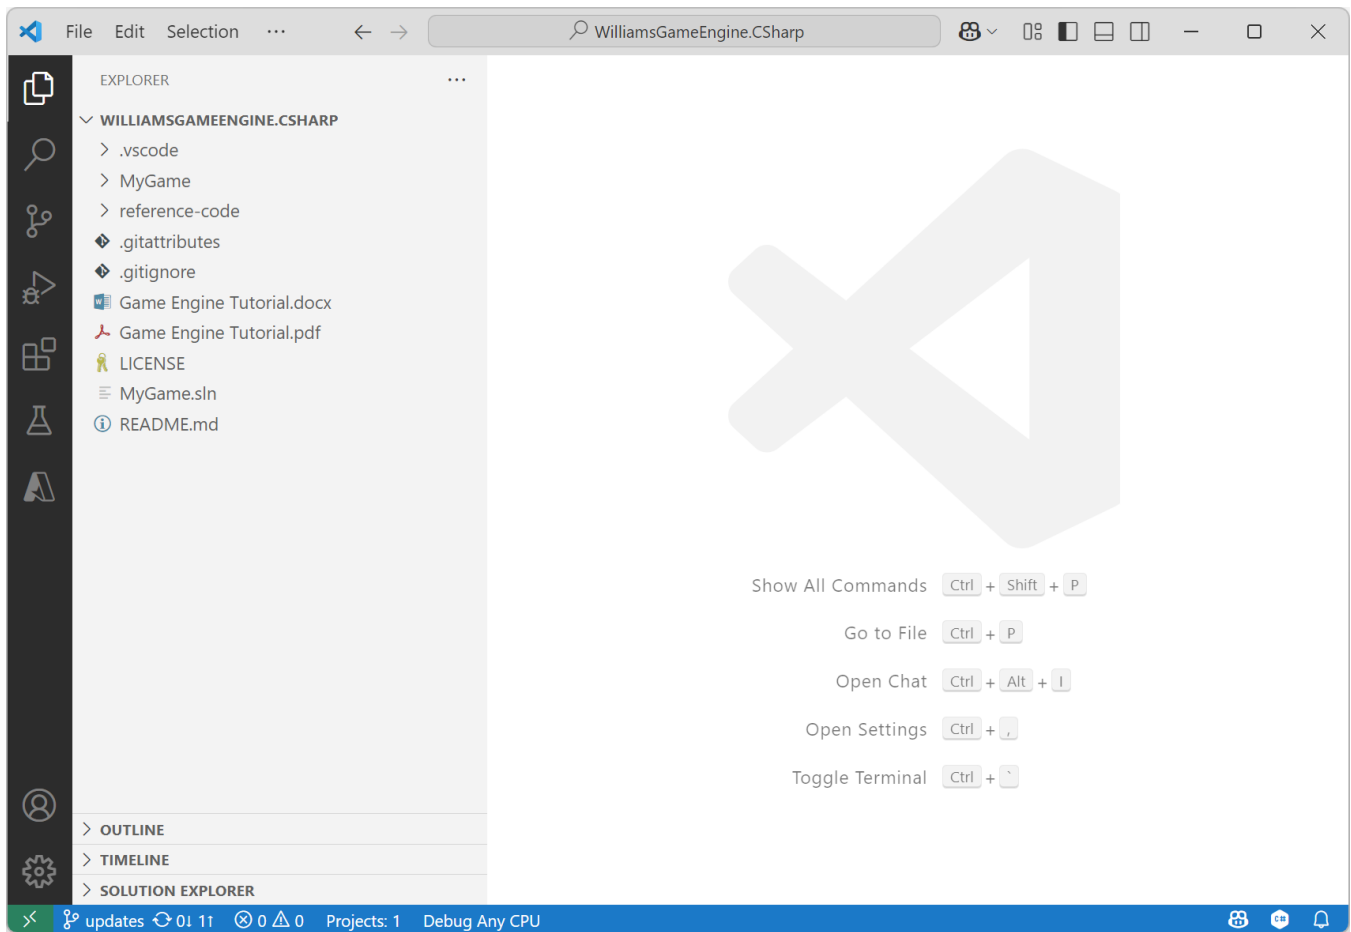 File Edit Selection ··· WilliamsGameEngine.CSharp
EXPLORER
WILLIAMSGAMEENGINE.CSHARP
.vscode
MyGame
reference-code
.gitattributes
.gitignore
Game Engine Tutorial.docx
Game Engine Tutorial.pdf
LICENSE
MyGame.sln
README.md
Show All Commands Ctrl + Shift + P
Go to File Ctrl + P
Open Chat Ctrl + Alt + I
Open Settings Ctrl + ,
Toggle Terminal Ctrl + `
OUTLINE
TIMELINE
SOLUTION EXPLORER
updates 0↓ 1↑ 0 0 Projects: 1 Debug Any CPU